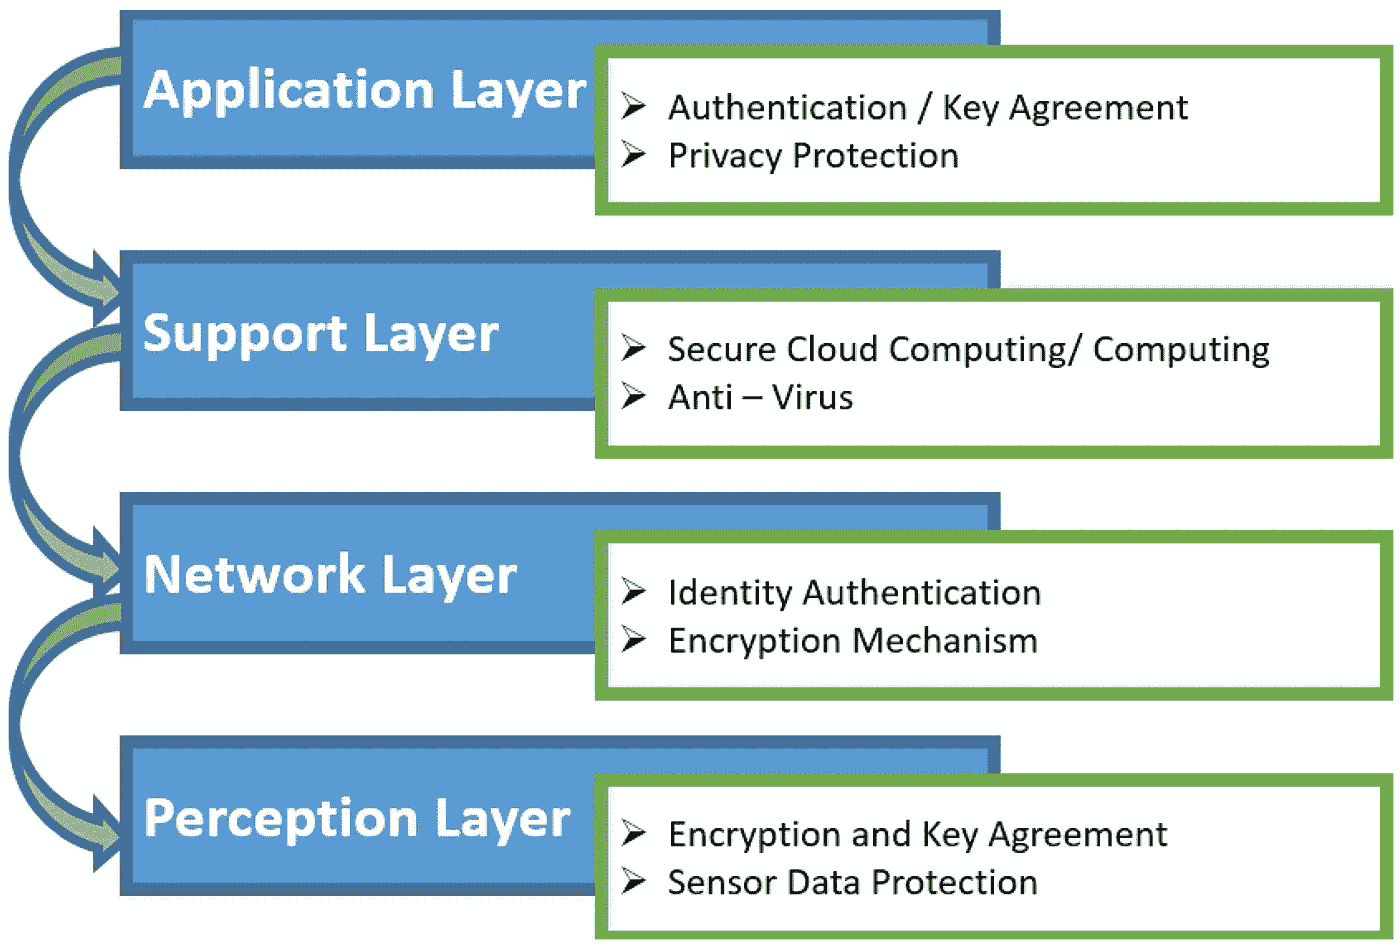 Application Layer
Authentication / Key Agreement
Privacy Protection
Support Layer
Secure Cloud Computing/ Computing
Anti – Virus
Network Layer
Identity Authentication
Encryption Mechanism
Perception Layer
Encryption and Key Agreement
Sensor Data Protection